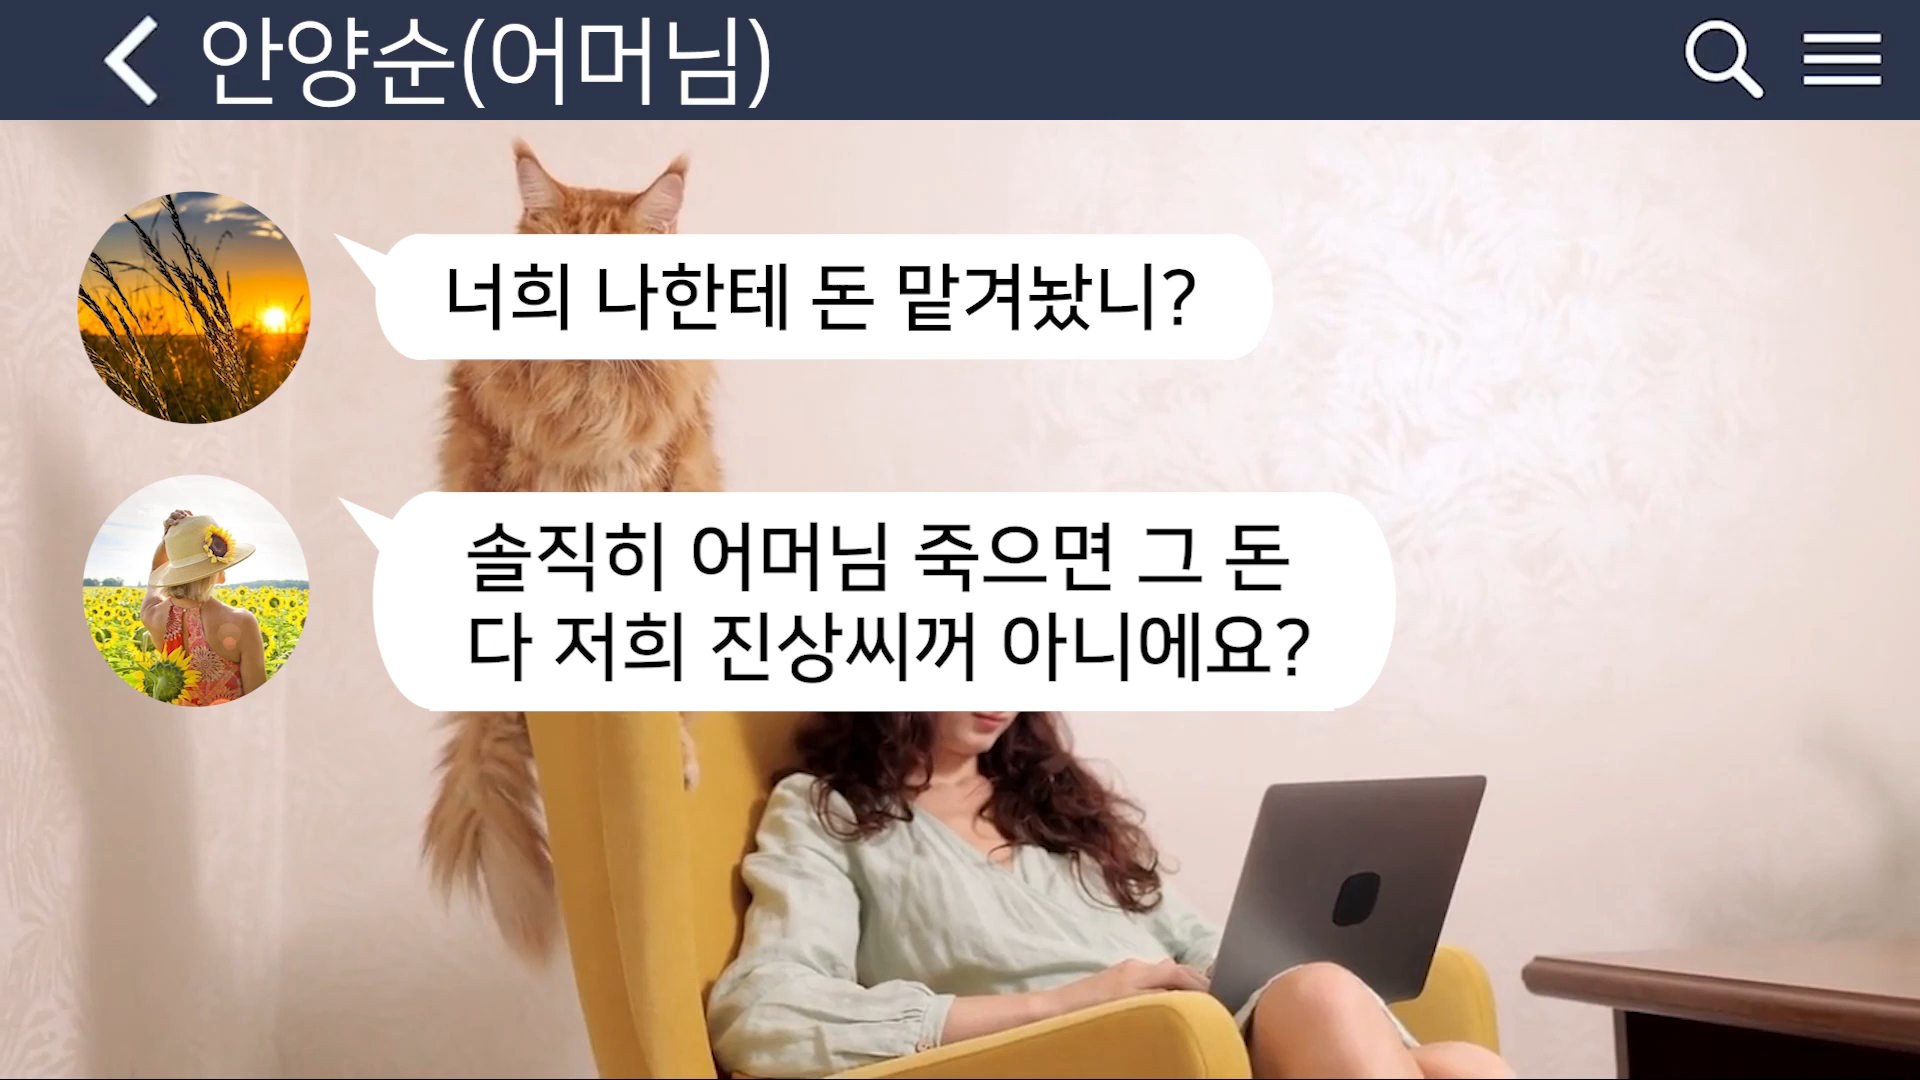 안양순(어머님)
너희 나한테 돈 맡겨놨니?
솔직히 어머님 죽으면 그 돈
다 저희 진상씨꺼 아니에요?